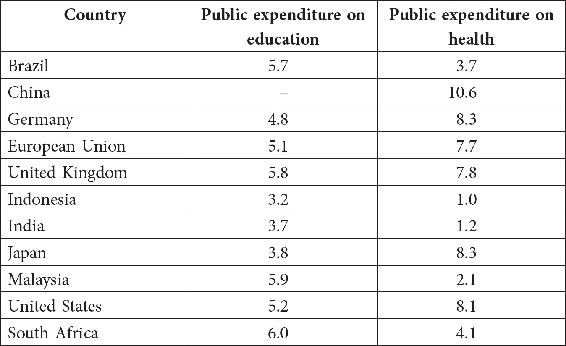 Country Public expenditure on education Public expenditure on health
Brazil 5.7 3.7
China – 10.6
Germany 4.8 8.3
European Union 5.1 7.7
United Kingdom 5.8 7.8
Indonesia 3.2 1.0
India 3.7 1.2
Japan 3.8 8.3
Malaysia 5.9 2.1
United States 5.2 8.1
South Africa 6.0 4.1